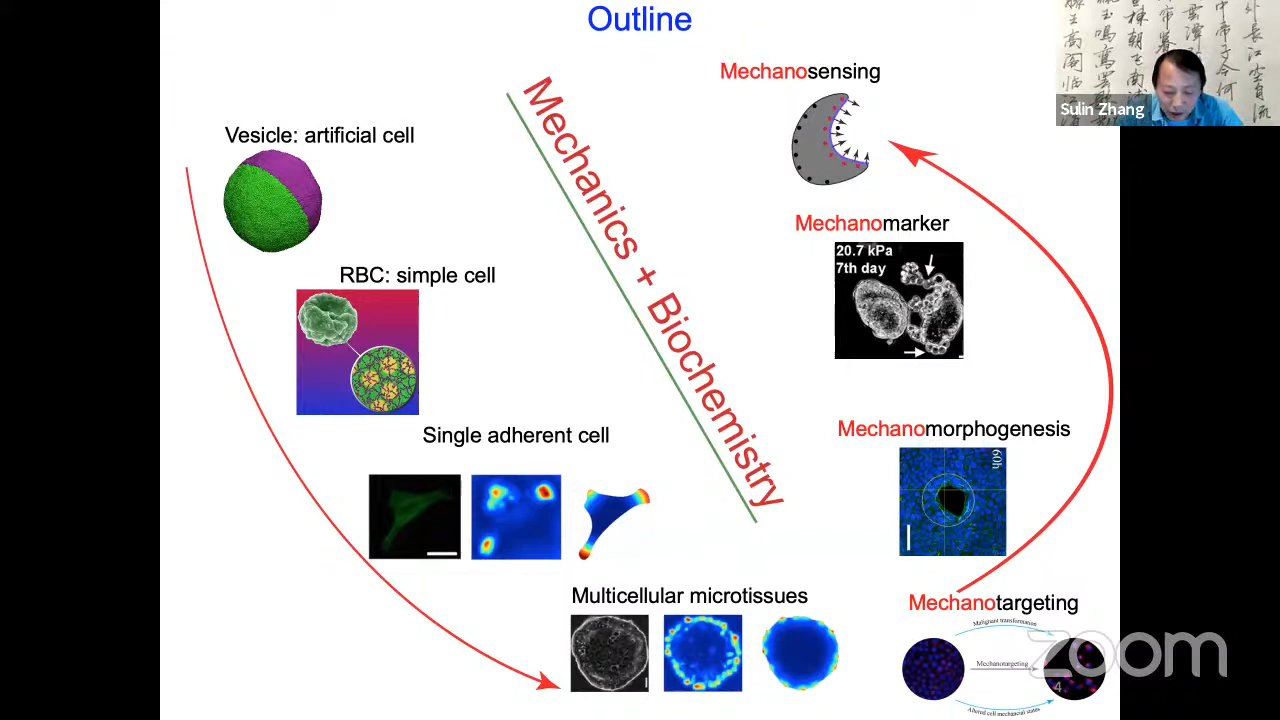 Outline
Mechanosensing
Sulin Zhang
Vesicle: artificial cell
Mechanics + Biochemistry
Mechanomarker
20.7 kPa
7th day
RBC: simple cell
Single adherent cell
Mechanomorphogenesis
60h
Multicellular microtissues
Mechanotargeting
Malignant transformation
Mechanotargeting
Altered cell mechanical states
zoom
4